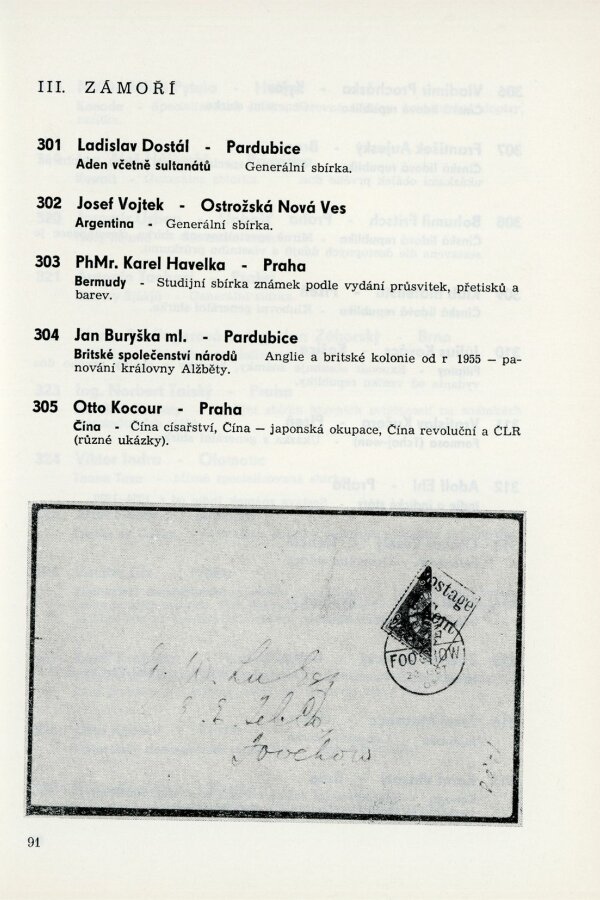 III. ZÁMOŘÍ
301 Ladislav Dostál - Pardubice
Aden včetně sultanátů Generální sbírka.
302 Josef Vojtek - Ostrožská Nová Ves
Argentina - Generální sbírka.
303 PhMr. Karel Havelka - Praha
Bermudy - Studijní sbírka známek podle vydání průsvitek, přetisků a
barev.
304 Jan Buryška ml. - Pardubice
Britské společenství národů Anglie a britské kolonie od r 1955 — pa-
nování královny Alžběty.
305 Otto Kocour - Praha
Čína - Čína císařství, Čína — japonská okupace, Čína revoluční a ČLR
(různé ukázky).
Postage
Cent
FOOCHOW
Foochow
91